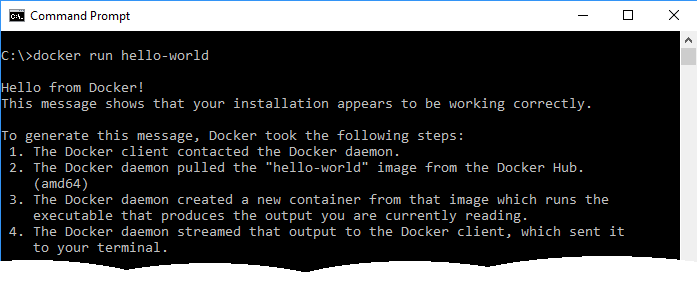 Command Prompt
C:\>docker run hello-world
Hello from Docker!
This message shows that your installation appears to be working correctly.
To generate this message, Docker took the following steps:
1. The Docker client contacted the Docker daemon.
2. The Docker daemon pulled the "hello-world" image from the Docker Hub.
(amd64)
3. The Docker daemon created a new container from that image which runs the
executable that produces the output you are currently reading.
4. The Docker daemon streamed that output to the Docker client, which sent it
to your terminal.